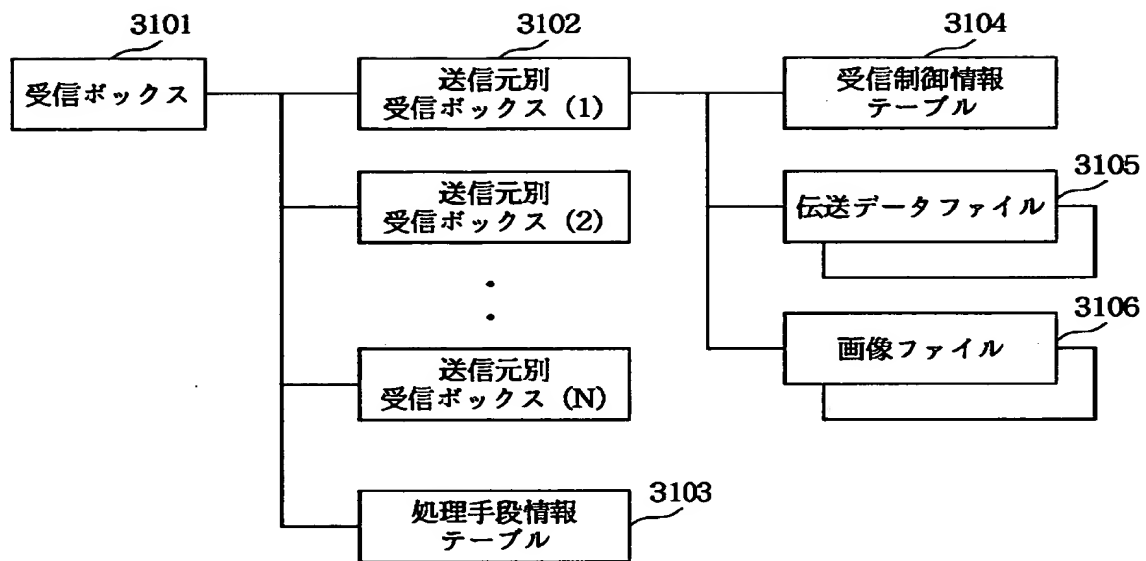 3101
受信ボックス
3102
送信元別
受信ボックス (1)
送信元別
受信ボックス (2)
送信元別
受信ボックス (N)
3103
処理手段情報
テーブル
3104
受信制御情報
テーブル
3105
伝送データファイル
3106
画像ファイル